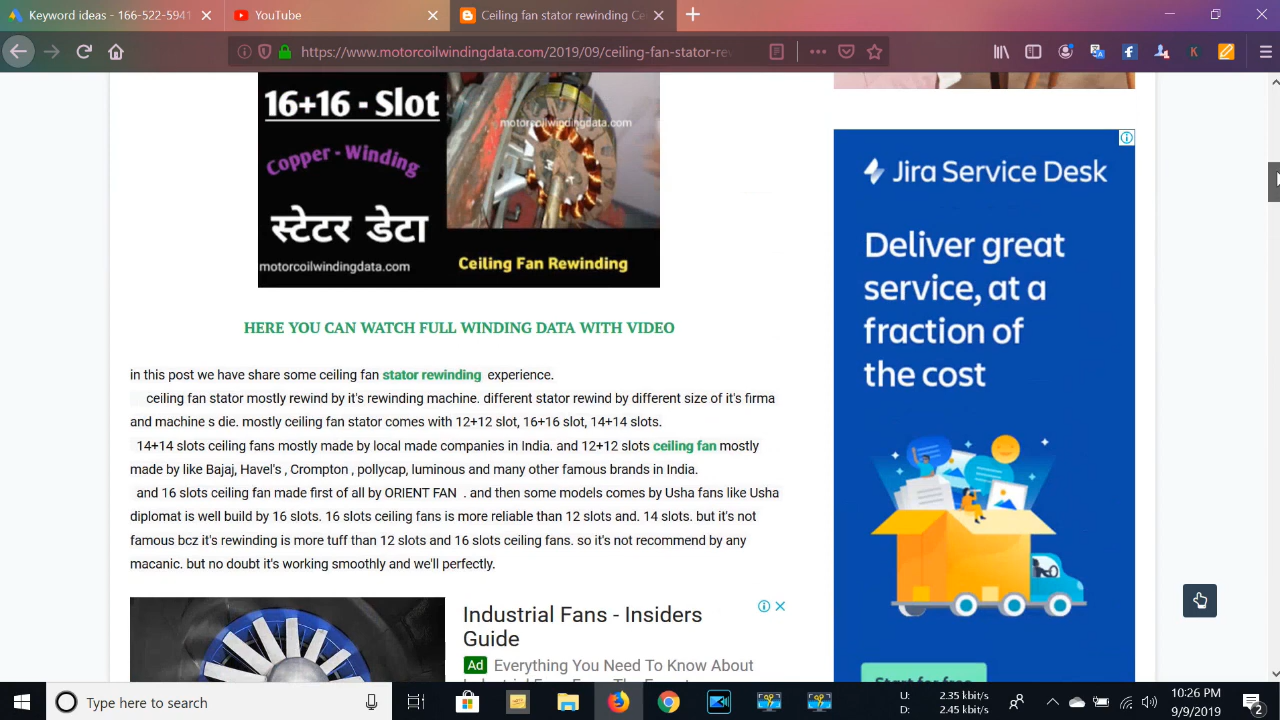 Keyword ideas - 166-522-5941
YouTube
Ceiling fan stator rewinding Ce
https://www.motorcoilwindingdata.com/2019/09/ceiling-fan-stator-re
16+16 - Slot
Copper - Winding
स्टेटर डेटा
motorcoilwindingdata.com
motorcoilwindingdata.com
Ceiling Fan Rewinding
HERE YOU CAN WATCH FULL WINDING DATA WITH VIDEO
in this post we have share some ceiling fan stator rewinding experience.
ceiling fan stator mostly rewind by it's rewinding machine. different stator rewind by different size of it's firma
and machine s die. mostly ceiling fan stator comes with 12+12 slot, 16+16 slot, 14+14 slots.
14+14 slots ceiling fans mostly made by local made companies in India. and 12+12 slots ceiling fan mostly
made by like Bajaj, Havel's , Crompton , pollycap, luminous and many other famous brands in India.
and 16 slots ceiling fan made first of all by ORIENT FAN . and then some models comes by Usha fans like Usha
diplomat is well build by 16 slots. 16 slots ceiling fans is more reliable than 12 slots and. 14 slots. but it's not
famous bcz it's rewinding is more tuff than 12 slots and 16 slots ceiling fans. so it's not recommend by any
macanic. but no doubt it's working smoothly and we'll perfectly.
Industrial Fans - Insiders
Guide
Ad Everything You Need To Know About
Jira Service Desk
Deliver great
service, at a
fraction of
the cost
Start for free
Type here to search
U: 2.35 kbit/s
D: 2.45 kbit/s
10:26 PM
9/9/2019
2